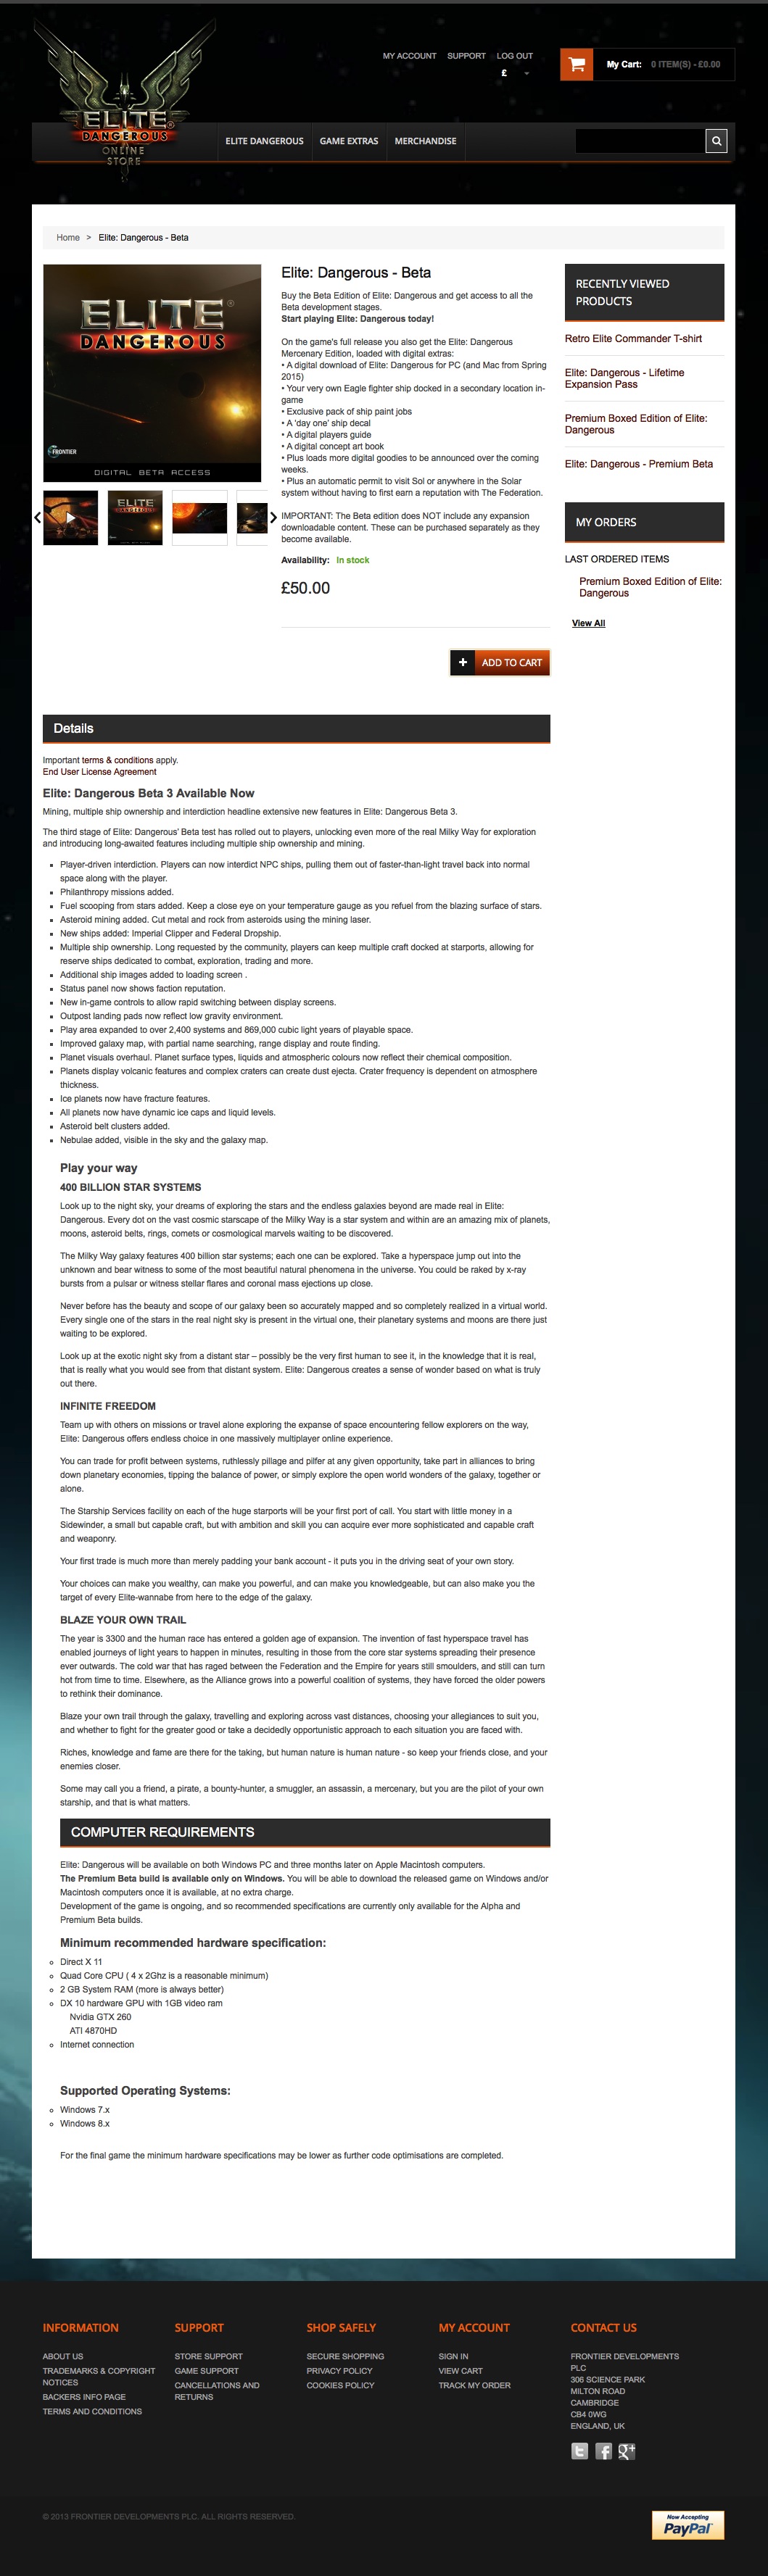 MY ACCOUNT SUPPORT LOG OUT
£
My Cart: 0 ITEM(S) - £0.00
ELITE
DANGEROUS
ONLINE
STORE
ELITE DANGEROUS GAME EXTRAS MERCHANDISE
Home > Elite: Dangerous - Beta
ELITE®
DANGEROUS
FRONTIER
DIGITAL BETA ACCESS
ELITE
DANGEROUS
Elite: Dangerous - Beta
Buy the Beta Edition of Elite: Dangerous and get access to all the
Beta development stages.
Start playing Elite: Dangerous today!
On the game's full release you also get the Elite: Dangerous
Mercenary Edition, loaded with digital extras:
• A digital download of Elite: Dangerous for PC (and Mac from Spring
2015)
• Your very own Eagle fighter ship docked in a secondary location in-
game
• Exclusive pack of ship paint jobs
• A 'day one' ship decal
• A digital players guide
• A digital concept art book
• Plus loads more digital goodies to be announced over the coming
weeks.
• Plus an automatic permit to visit Sol or anywhere in the Solar
system without having to first earn a reputation with The Federation.
IMPORTANT: The Beta edition does NOT include any expansion
downloadable content. These can be purchased separately as they
become available.
Availability: In stock
£50.00
+ ADD TO CART
RECENTLY VIEWED
PRODUCTS
Retro Elite Commander T-shirt
Elite: Dangerous - Lifetime
Expansion Pass
Premium Boxed Edition of Elite:
Dangerous
Elite: Dangerous - Premium Beta
MY ORDERS
LAST ORDERED ITEMS
Premium Boxed Edition of Elite:
Dangerous
View All
Details
Important terms & conditions apply.
End User License Agreement
Elite: Dangerous Beta 3 Available Now
Mining, multiple ship ownership and interdiction headline extensive new features in Elite: Dangerous Beta 3.
The third stage of Elite: Dangerous' Beta test has rolled out to players, unlocking even more of the real Milky Way for exploration
and introducing long-awaited features including multiple ship ownership and mining.
▪ Player-driven interdiction. Players can now interdict NPC ships, pulling them out of faster-than-light travel back into normal
space along with the player.
▪ Philanthropy missions added.
▪ Fuel scooping from stars added. Keep a close eye on your temperature gauge as you refuel from the blazing surface of stars.
▪ Asteroid mining added. Cut metal and rock from asteroids using the mining laser.
▪ New ships added: Imperial Clipper and Federal Dropship.
▪ Multiple ship ownership. Long requested by the community, players can keep multiple craft docked at starports, allowing for
reserve ships dedicated to combat, exploration, trading and more.
▪ Additional ship images added to loading screen .
▪ Status panel now shows faction reputation.
▪ New in-game controls to allow rapid switching between display screens.
▪ Outpost landing pads now reflect low gravity environment.
▪ Play area expanded to over 2,400 systems and 869,000 cubic light years of playable space.
▪ Improved galaxy map, with partial name searching, range display and route finding.
▪ Planet visuals overhaul. Planet surface types, liquids and atmospheric colours now reflect their chemical composition.
▪ Planets display volcanic features and complex craters can create dust ejecta. Crater frequency is dependent on atmosphere
thickness.
▪ Ice planets now have fracture features.
▪ All planets now have dynamic ice caps and liquid levels.
▪ Asteroid belt clusters added.
▪ Nebulae added, visible in the sky and the galaxy map.
Play your way
400 BILLION STAR SYSTEMS
Look up to the night sky, your dreams of exploring the stars and the endless galaxies beyond are made real in Elite:
Dangerous. Every dot on the vast cosmic starscape of the Milky Way is a star system and within are an amazing mix of planets,
moons, asteroid belts, rings, comets or cosmological marvels waiting to be discovered.
The Milky Way galaxy features 400 billion star systems; each one can be explored. Take a hyperspace jump out into the
unknown and bear witness to some of the most beautiful natural phenomena in the universe. You could be raked by x-ray
bursts from a pulsar or witness stellar flares and coronal mass ejections up close.
Never before has the beauty and scope of our galaxy been so accurately mapped and so completely realized in a virtual world.
Every single one of the stars in the real night sky is present in the virtual one, their planetary systems and moons are there just
waiting to be explored.
Look up at the exotic night sky from a distant star – possibly be the very first human to see it, in the knowledge that it is real,
that is really what you would see from that distant system. Elite: Dangerous creates a sense of wonder based on what is truly
out there.
INFINITE FREEDOM
Team up with others on missions or travel alone exploring the expanse of space encountering fellow explorers on the way,
Elite: Dangerous offers endless choice in one massively multiplayer online experience.
You can trade for profit between systems, ruthlessly pillage and pilfer at any given opportunity, take part in alliances to bring
down planetary economies, tipping the balance of power, or simply explore the open world wonders of the galaxy, together or
alone.
The Starship Services facility on each of the huge starports will be your first port of call. You start with little money in a
Sidewinder, a small but capable craft, but with ambition and skill you can acquire ever more sophisticated and capable craft
and weaponry.
Your first trade is much more than merely padding your bank account - it puts you in the driving seat of your own story.
Your choices can make you wealthy, can make you powerful, and can make you knowledgeable, but can also make you the
target of every Elite-wannabe from here to the edge of the galaxy.
BLAZE YOUR OWN TRAIL
The year is 3300 and the human race has entered a golden age of expansion. The invention of fast hyperspace travel has
enabled journeys of light years to happen in minutes, resulting in those from the core star systems spreading their presence
ever outwards. The cold war that has raged between the Federation and the Empire for years still smoulders, and still can turn
hot from time to time. Elsewhere, as the Alliance grows into a powerful coalition of systems, they have forced the older powers
to rethink their dominance.
Blaze your own trail through the galaxy, travelling and exploring across vast distances, choosing your allegiances to suit you,
and whether to fight for the greater good or take a decidedly opportunistic approach to each situation you are faced with.
Riches, knowledge and fame are there for the taking, but human nature is human nature - so keep your friends close, and your
enemies closer.
Some may call you a friend, a pirate, a bounty-hunter, a smuggler, an assassin, a mercenary, but you are the pilot of your own
starship, and that is what matters.
COMPUTER REQUIREMENTS
Elite: Dangerous will be available on both Windows PC and three months later on Apple Macintosh computers.
The Premium Beta build is available only on Windows. You will be able to download the released game on Windows and/or
Macintosh computers once it is available, at no extra charge.
Development of the game is ongoing, and so recommended specifications are currently only available for the Alpha and
Premium Beta builds.
Minimum recommended hardware specification:
Direct X 11
Quad Core CPU ( 4 x 2Ghz is a reasonable minimum)
2 GB System RAM (more is always better)
DX 10 hardware GPU with 1GB video ram
Nvidia GTX 260
ATI 4870HD
Internet connection
Supported Operating Systems:
Windows 7.x
Windows 8.x
For the final game the minimum hardware specifications may be lower as further code optimisations are completed.
INFORMATION
ABOUT US
TRADEMARKS & COPYRIGHT
NOTICES
BACKERS INFO PAGE
TERMS AND CONDITIONS
SUPPORT
STORE SUPPORT
GAME SUPPORT
CANCELLATIONS AND
RETURNS
SHOP SAFELY
SECURE SHOPPING
PRIVACY POLICY
COOKIES POLICY
MY ACCOUNT
SIGN IN
VIEW CART
TRACK MY ORDER
CONTACT US
FRONTIER DEVELOPMENTS
PLC
306 SCIENCE PARK
MILTON ROAD
CAMBRIDGE
CB4 0WG
ENGLAND, UK
© 2013 FRONTIER DEVELOPMENTS PLC. ALL RIGHTS RESERVED.
Now Accepting
PayPal